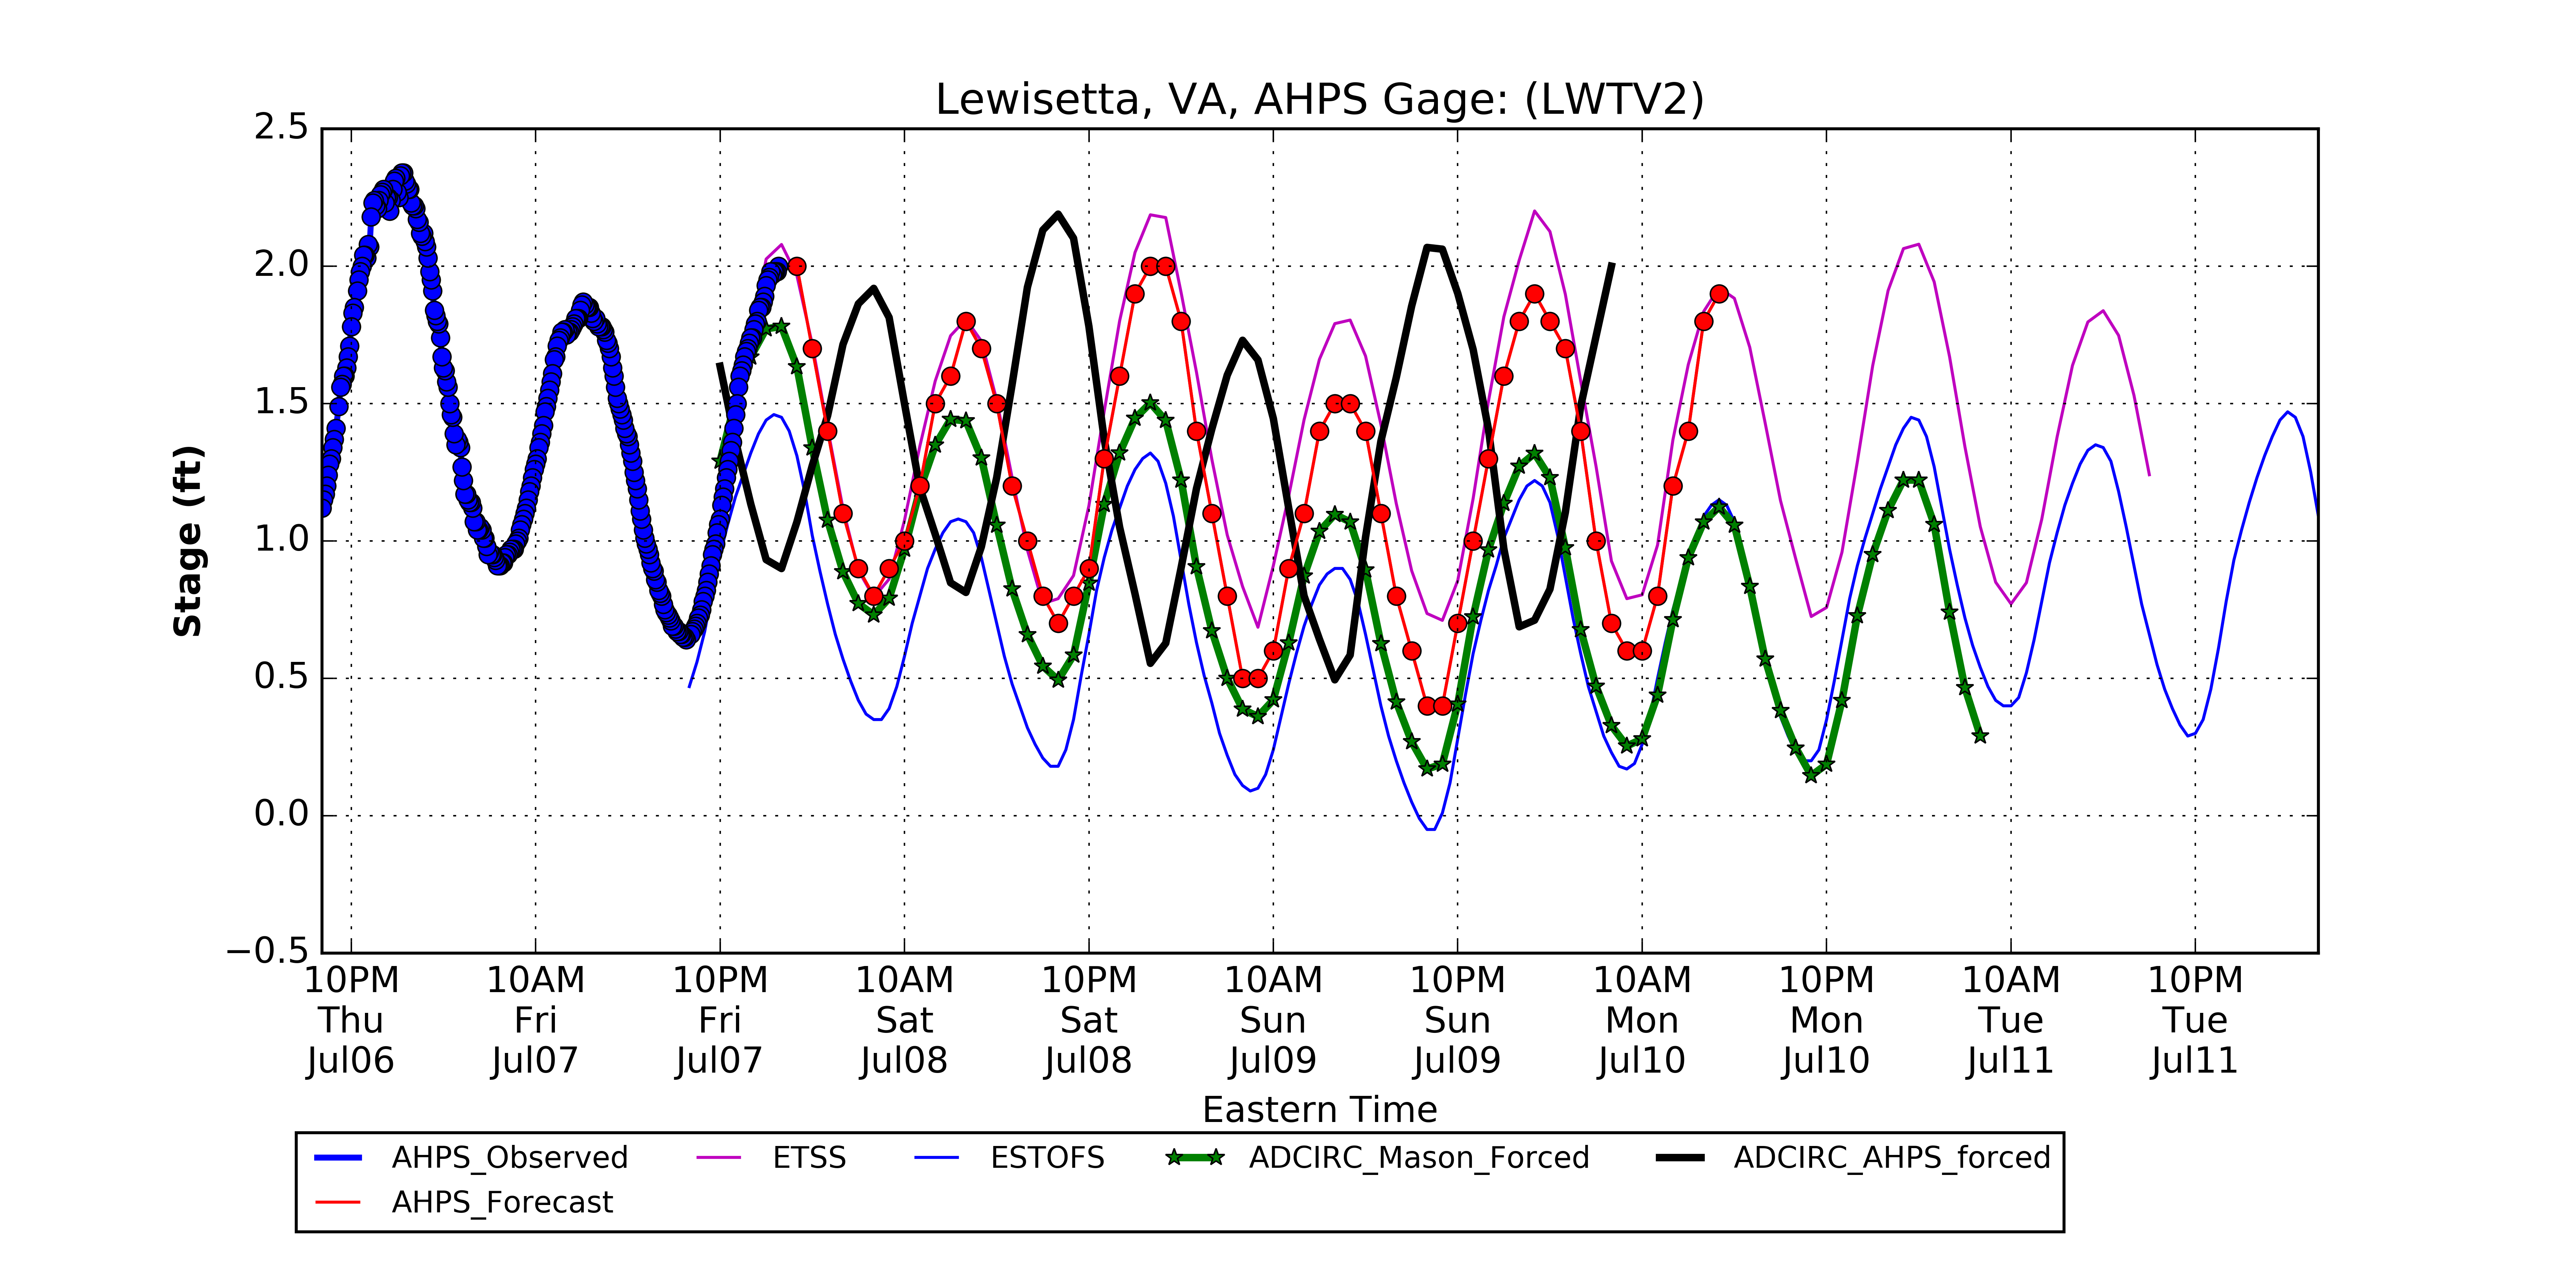 Lewisetta, VA, AHPS Gage: (LWTV2)
2.5
2.0
1.5
1.0
0.5
0.0
−0.5
Stage (ft)
10PM 10AM 10PM 10AM 10PM 10AM 10PM 10AM 10PM 10AM 10PM
Thu Fri Fri Sat Sat Sun Sun Mon Mon Tue Tue
Jul06 Jul07 Jul07 Jul08 Jul08 Jul09 Jul09 Jul10 Jul10 Jul11 Jul11
Eastern Time
AHPS_Observed ETSS ESTOFS ADCIRC_Mason_Forced ADCIRC_AHPS_forced
AHPS_Forecast